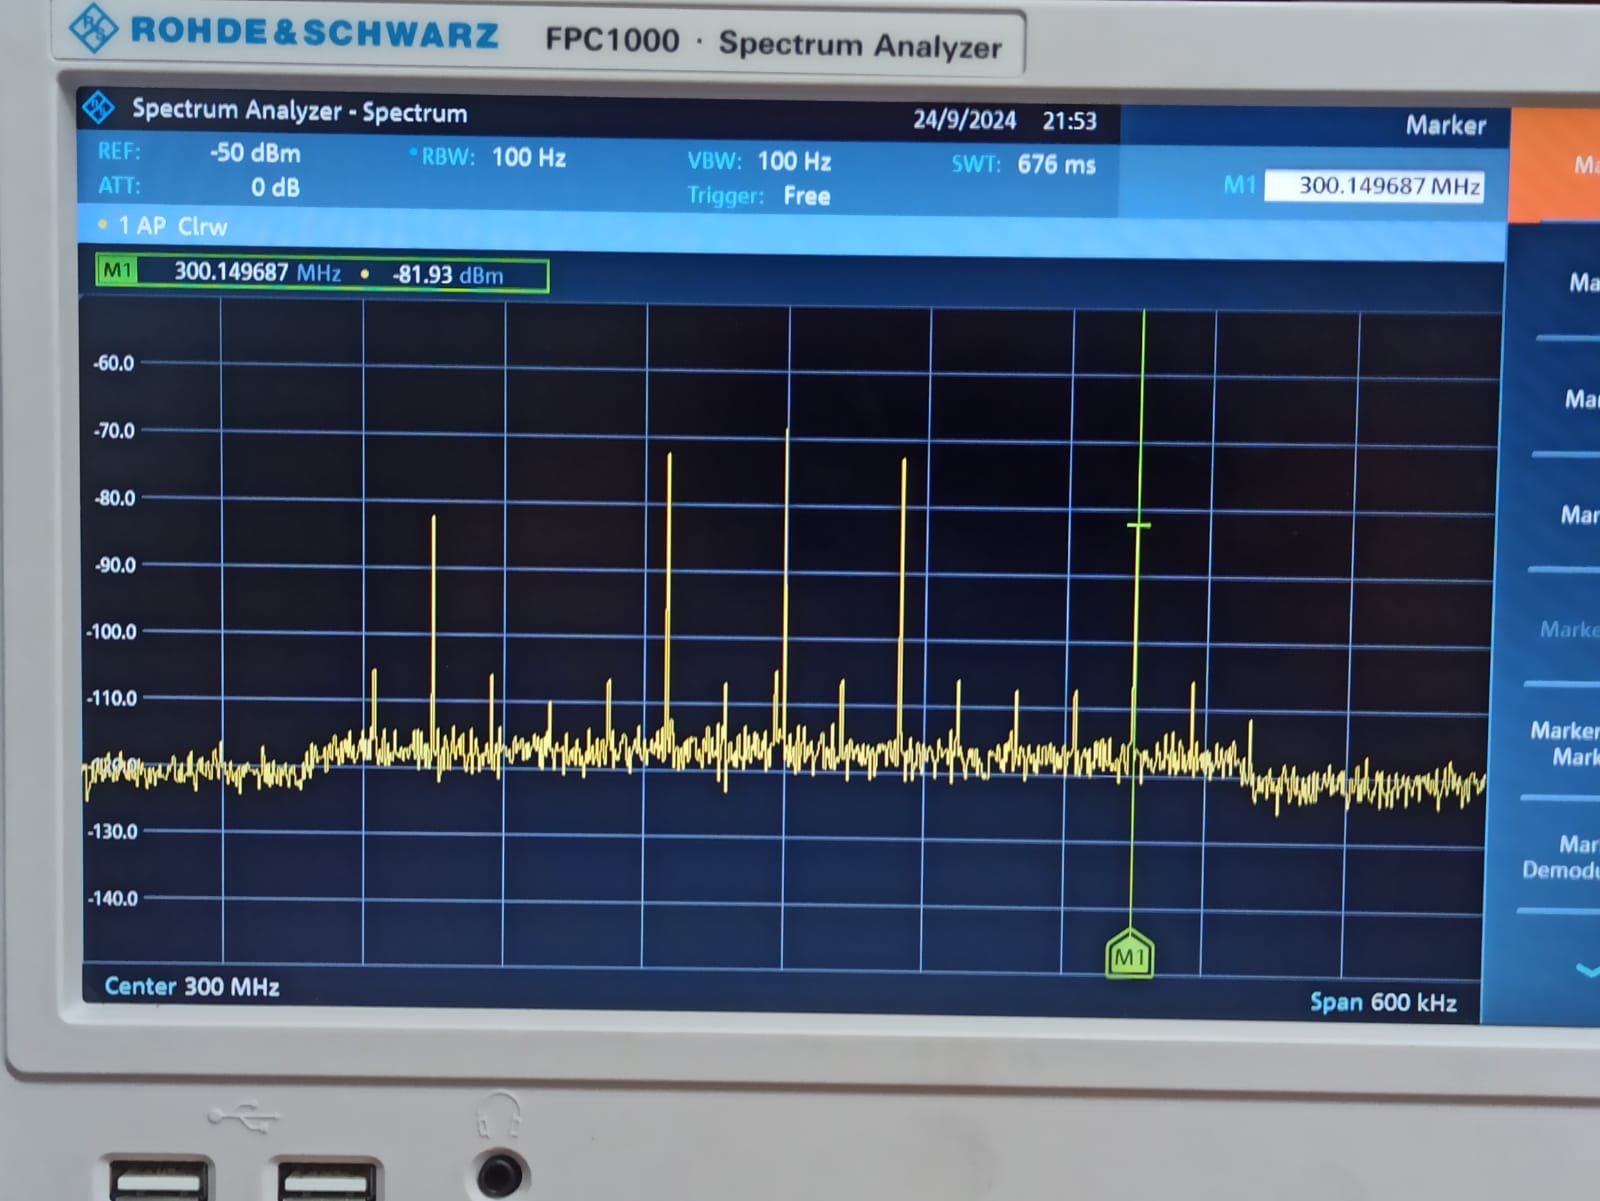 ROHDE&SCHWARZ FPC1000 · Spectrum Analyzer
Spectrum Analyzer - Spectrum 24/9/2024 21:53 Marker
REF: -50 dBm RBW: 100 Hz VBW: 100 Hz SWT: 676 ms
ATT: 0 dB Trigger: Free M1 300.149687 MHz
1 AP Clrw
M1 300.149687 MHz • -81.93 dBm
-60.0
-70.0
-80.0
-90.0
-100.0
-110.0
-130.0
-140.0
M1
Center 300 MHz Span 600 kHz
Ma
Ma
Mar
Mar
Marke
Marker
Mark
Mar
Demodu